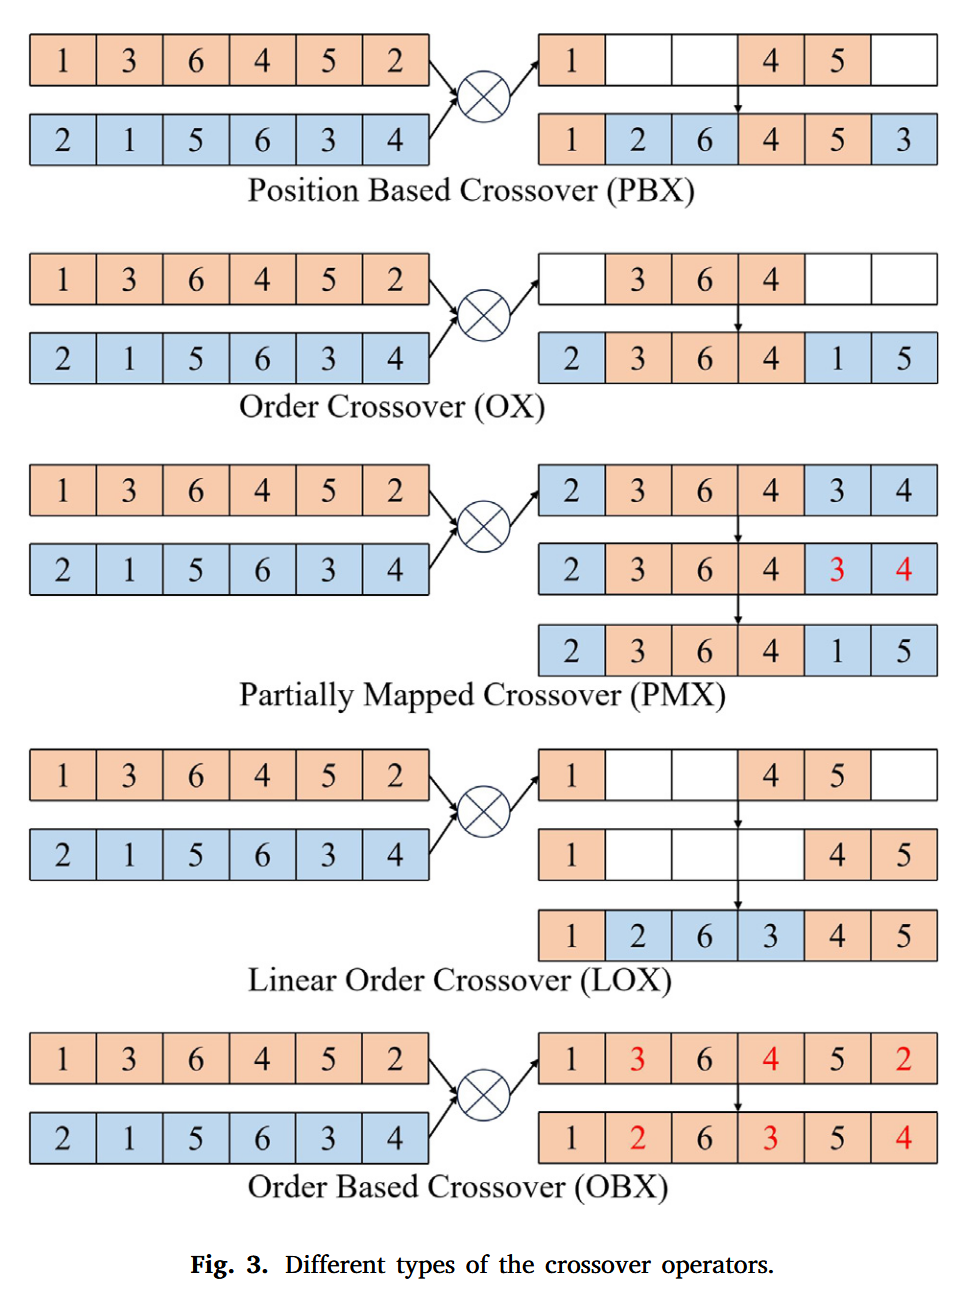 1 3 6 4 5 2 1 4 5
2 1 5 6 3 4 1 2 6 4 5 3
Position Based Crossover (PBX)
1 3 6 4 5 2 3 6 4
2 1 5 6 3 4 2 3 6 4 1 5
Order Crossover (OX)
1 3 6 4 5 2 2 3 6 4 3 4
2 1 5 6 3 4 2 3 6 4 3 4
2 3 6 4 1 5
Partially Mapped Crossover (PMX)
1 3 6 4 5 2 1 4 5
2 1 5 6 3 4 1 4 5
1 2 6 3 4 5
Linear Order Crossover (LOX)
1 3 6 4 5 2 1 3 6 4 5 2
2 1 5 6 3 4 1 2 6 3 5 4
Order Based Crossover (OBX)
Fig. 3. Different types of the crossover operators.